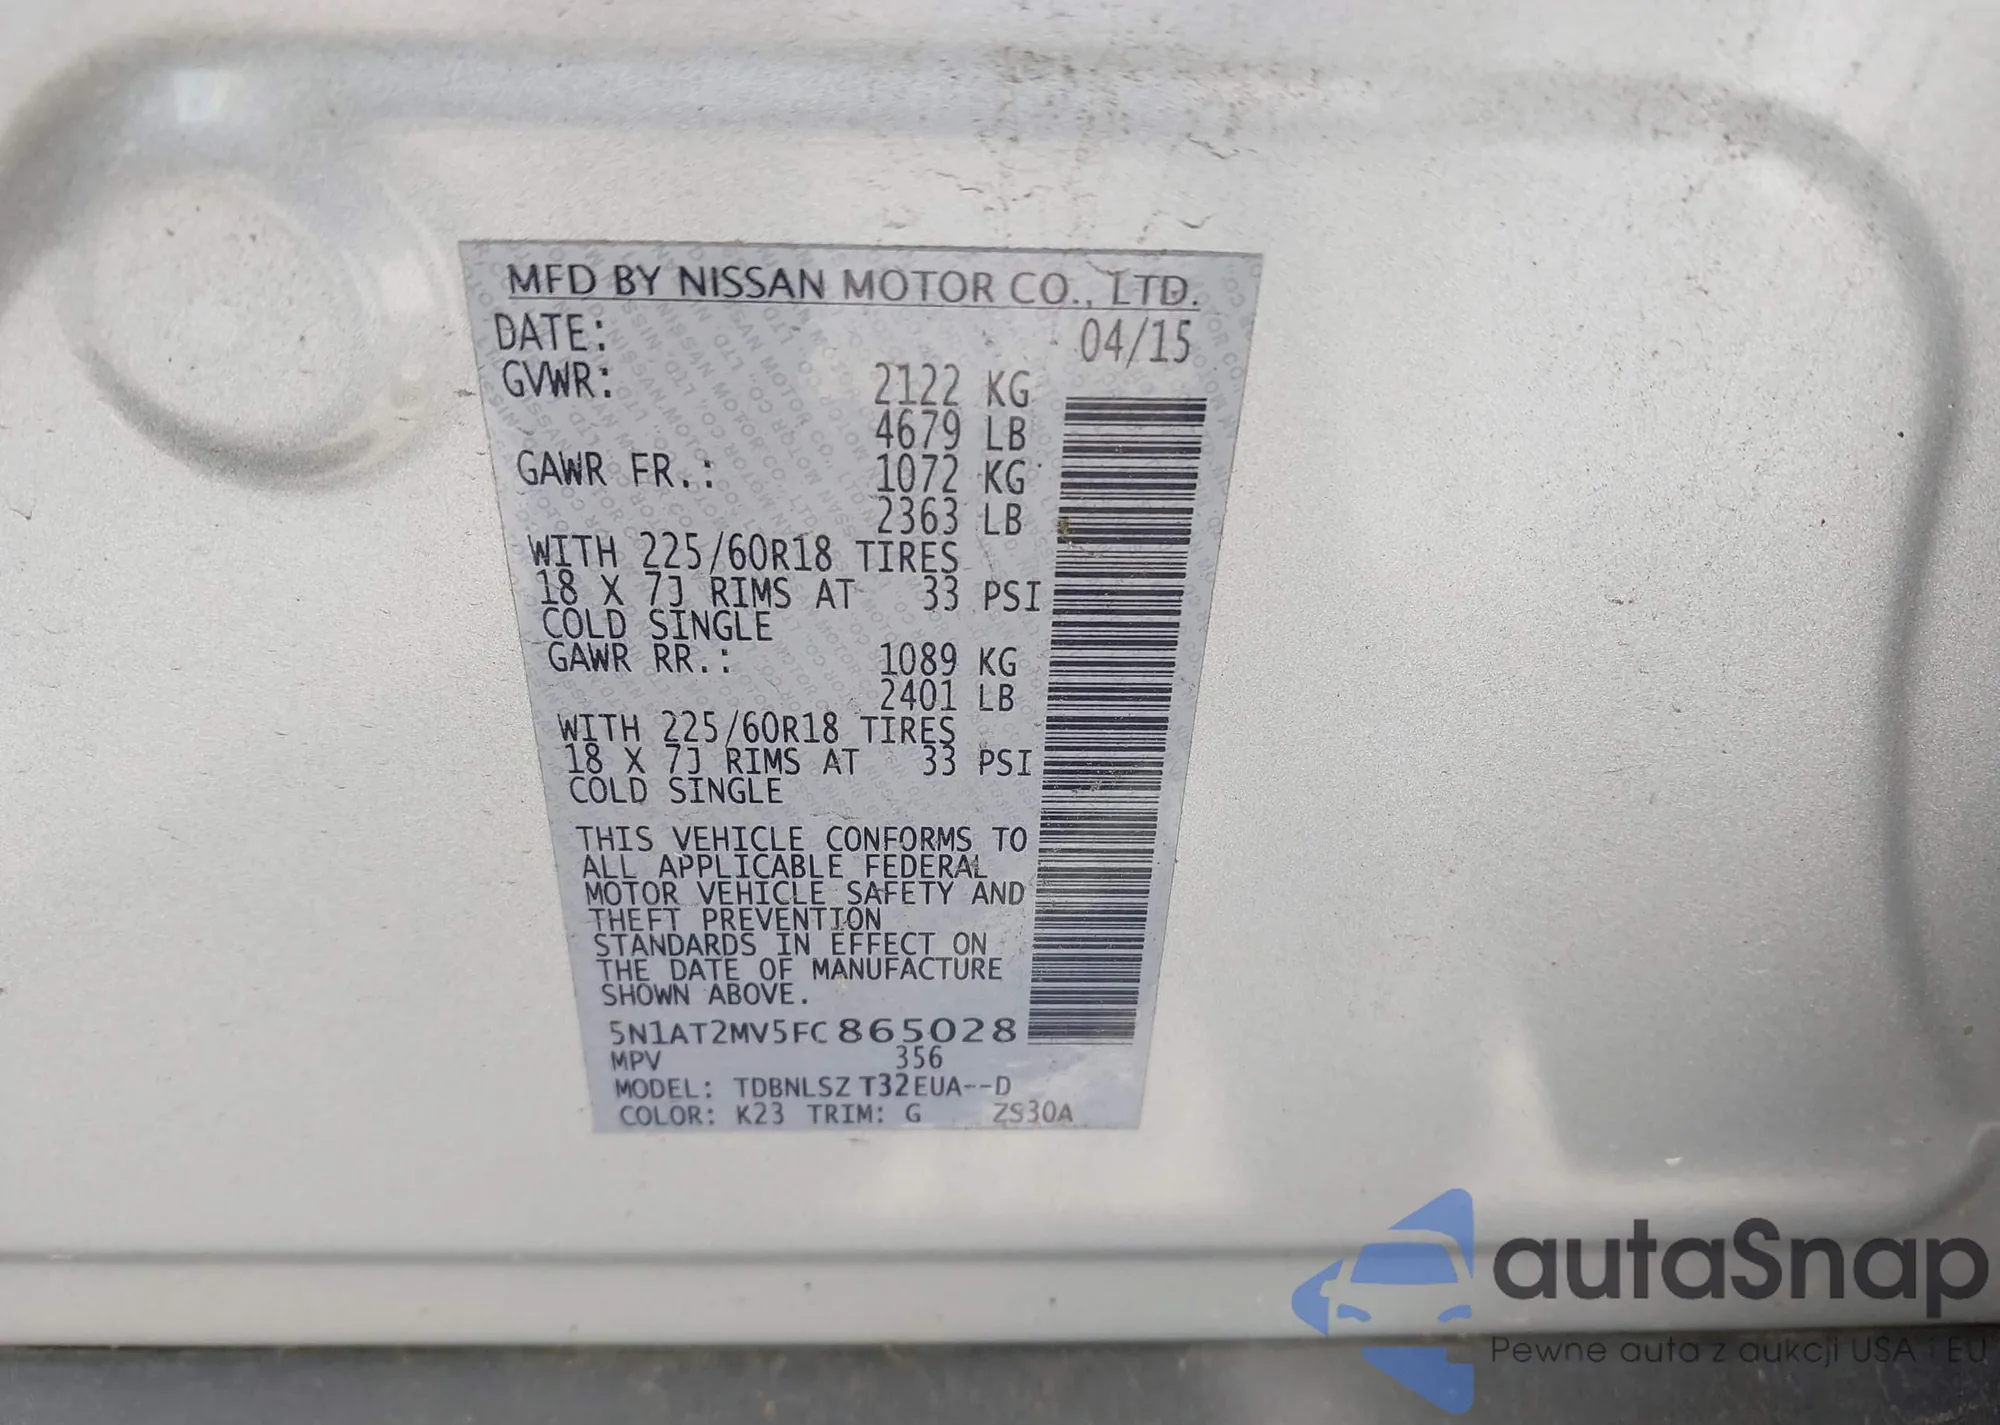 MFD BY NISSAN MOTOR CO., LTD.
DATE: 04/15
GVWR: 2122 KG
4679 LB
GAWR FR.: 1072 KG
2363 LB
WITH 225/60R18 TIRES
18 X 7J RIMS AT 33 PSI
COLD SINGLE
GAWR RR.: 1089 KG
2401 LB
WITH 225/60R18 TIRES
18 X 7J RIMS AT 33 PSI
COLD SINGLE
THIS VEHICLE CONFORMS TO
ALL APPLICABLE FEDERAL
MOTOR VEHICLE SAFETY AND
THEFT PREVENTION
STANDARDS IN EFFECT ON
THE DATE OF MANUFACTURE
SHOWN ABOVE.
5N1AT2MV5FC865028
MPV 356
MODEL: TDBNLSZ T32EUA--D
COLOR: K23 TRIM: G ZS30A
autaSnap
Pewne auta z aukcji USA i EU